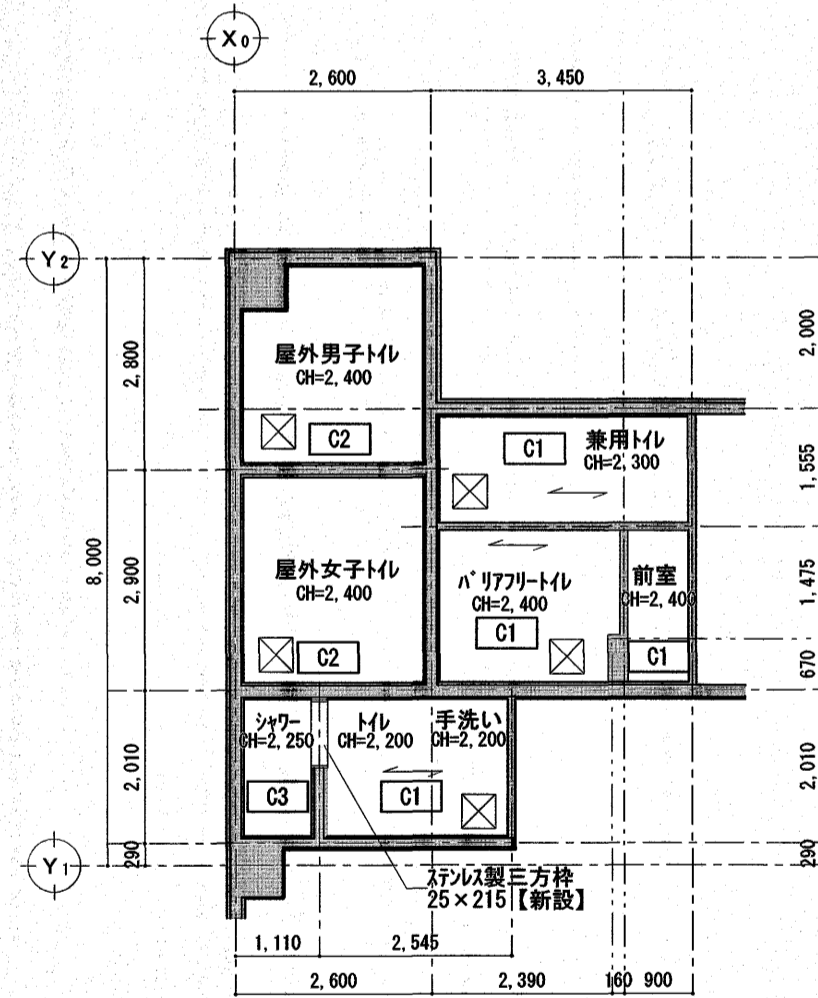 X0
2,600
3,450
Y2
2,800
2,000
屋外男子トイレ
CH=2,400
C2
C1
兼用トイレ
CH=2,300
1,555
8,000
2,900
屋外女子トイレ
CH=2,400
C2
バリアフリートイレ
CH=2,400
C1
前室
CH=2,400
C1
1,475
670
シャワー
CH=2,250
C3
トイレ
CH=2,200
手洗い
CH=2,200
C1
2,010
2,010
290
290
Y1
ステンレス製三方枠
25×215【新設】
1,110
2,545
2,600
2,390
160
900